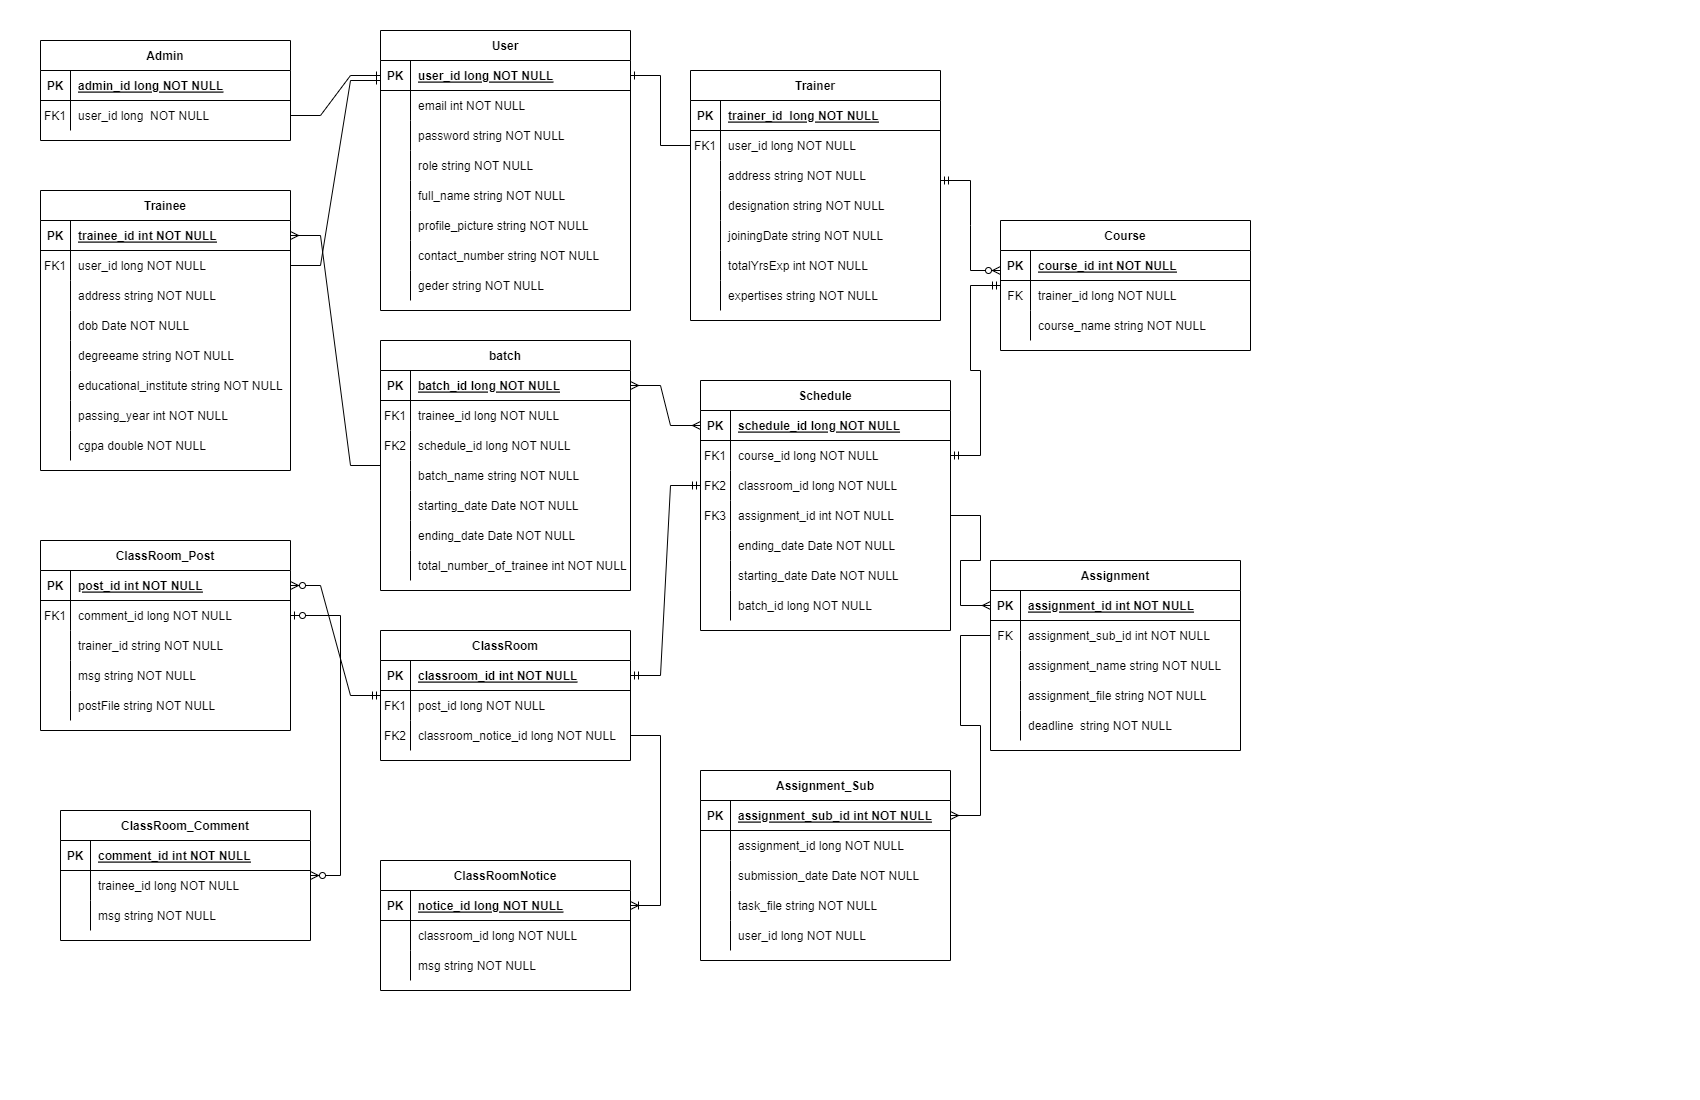 Admin
PK admin_id long NOT NULL
FK1 user_id long  NOT NULL
User
PK user_id long NOT NULL
email int NOT NULL
password string NOT NULL
role string NOT NULL
full_name string NOT NULL
profile_picture string NOT NULL
contact_number string NOT NULL
geder string NOT NULL
Trainer
PK trainer_id  long NOT NULL
FK1 user_id long NOT NULL
address string NOT NULL
designation string NOT NULL
joiningDate string NOT NULL
totalYrsExp int NOT NULL
expertises string NOT NULL
Trainee
PK trainee_id int NOT NULL
FK1 user_id long NOT NULL
address string NOT NULL
dob Date NOT NULL
degreeame string NOT NULL
educational_institute string NOT NULL
passing_year int NOT NULL
cgpa double NOT NULL
Course
PK course_id int NOT NULL
FK trainer_id long NOT NULL
course_name string NOT NULL
batch
PK batch_id long NOT NULL
FK1 trainee_id long NOT NULL
FK2 schedule_id long NOT NULL
batch_name string NOT NULL
starting_date Date NOT NULL
ending_date Date NOT NULL
total_number_of_trainee int NOT NULL
Schedule
PK schedule_id long NOT NULL
FK1 course_id long NOT NULL
FK2 classroom_id long NOT NULL
FK3 assignment_id int NOT NULL
ending_date Date NOT NULL
starting_date Date NOT NULL
batch_id long NOT NULL
ClassRoom_Post
PK post_id int NOT NULL
FK1 comment_id long NOT NULL
trainer_id string NOT NULL
msg string NOT NULL
postFile string NOT NULL
Assignment
PK assignment_id int NOT NULL
FK assignment_sub_id int NOT NULL
assignment_name string NOT NULL
assignment_file string NOT NULL
deadline  string NOT NULL
ClassRoom
PK classroom_id int NOT NULL
FK1 post_id long NOT NULL
FK2 classroom_notice_id long NOT NULL
Assignment_Sub
PK assignment_sub_id int NOT NULL
assignment_id long NOT NULL
submission_date Date NOT NULL
task_file string NOT NULL
user_id long NOT NULL
ClassRoom_Comment
PK comment_id int NOT NULL
trainee_id long NOT NULL
msg string NOT NULL
ClassRoomNotice
PK notice_id long NOT NULL
classroom_id long NOT NULL
msg string NOT NULL